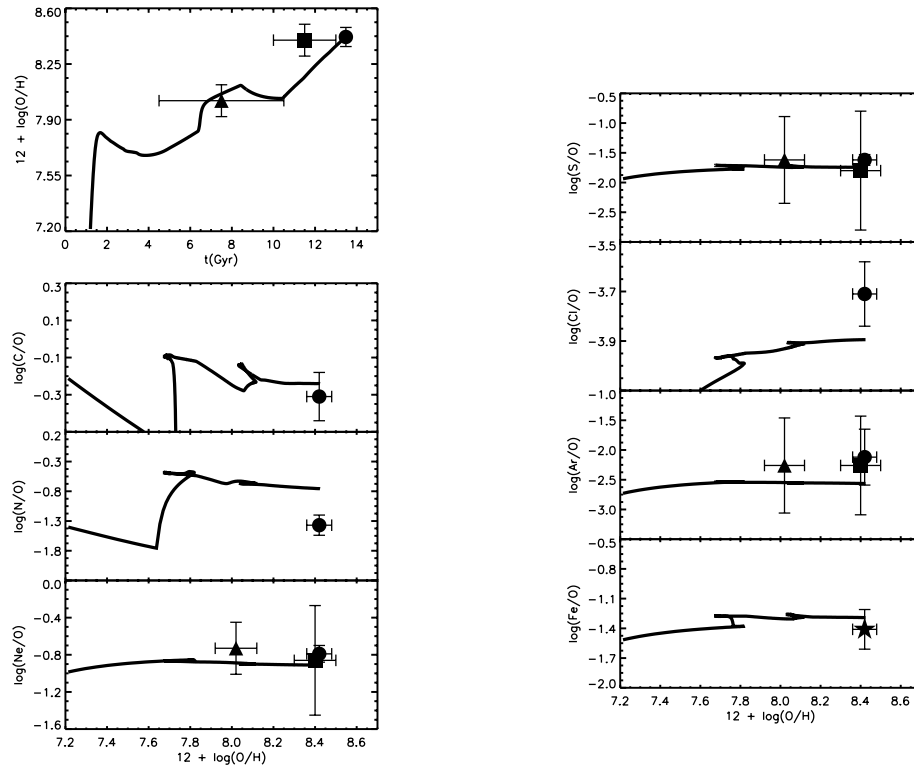 12 + log(O/H)
8.60
8.25
7.90
7.55
7.20
0 2 4 6 8 10 12 14
t(Gyr)
log(C/O)
0.3
0.1
-0.1
-0.3
log(N/O)
0.2
-0.3
-0.8
-1.3
-1.8
log(Ne/O)
0.0
-0.4
-0.8
-1.2
-1.6
7.2 7.4 7.6 7.8 8.0 8.2 8.4 8.6
12 + log(O/H)
log(S/O)
-0.5
-1.0
-1.5
-2.0
-2.5
log(Cl/O)
-3.5
-3.7
-3.9
log(Ar/O)
-1.0
-1.5
-2.0
-2.5
-3.0
log(Fe/O)
-0.5
-0.8
-1.1
-1.4
-1.7
-2.0
7.2 7.4 7.6 7.8 8.0 8.2 8.4 8.6
12 + log(O/H)